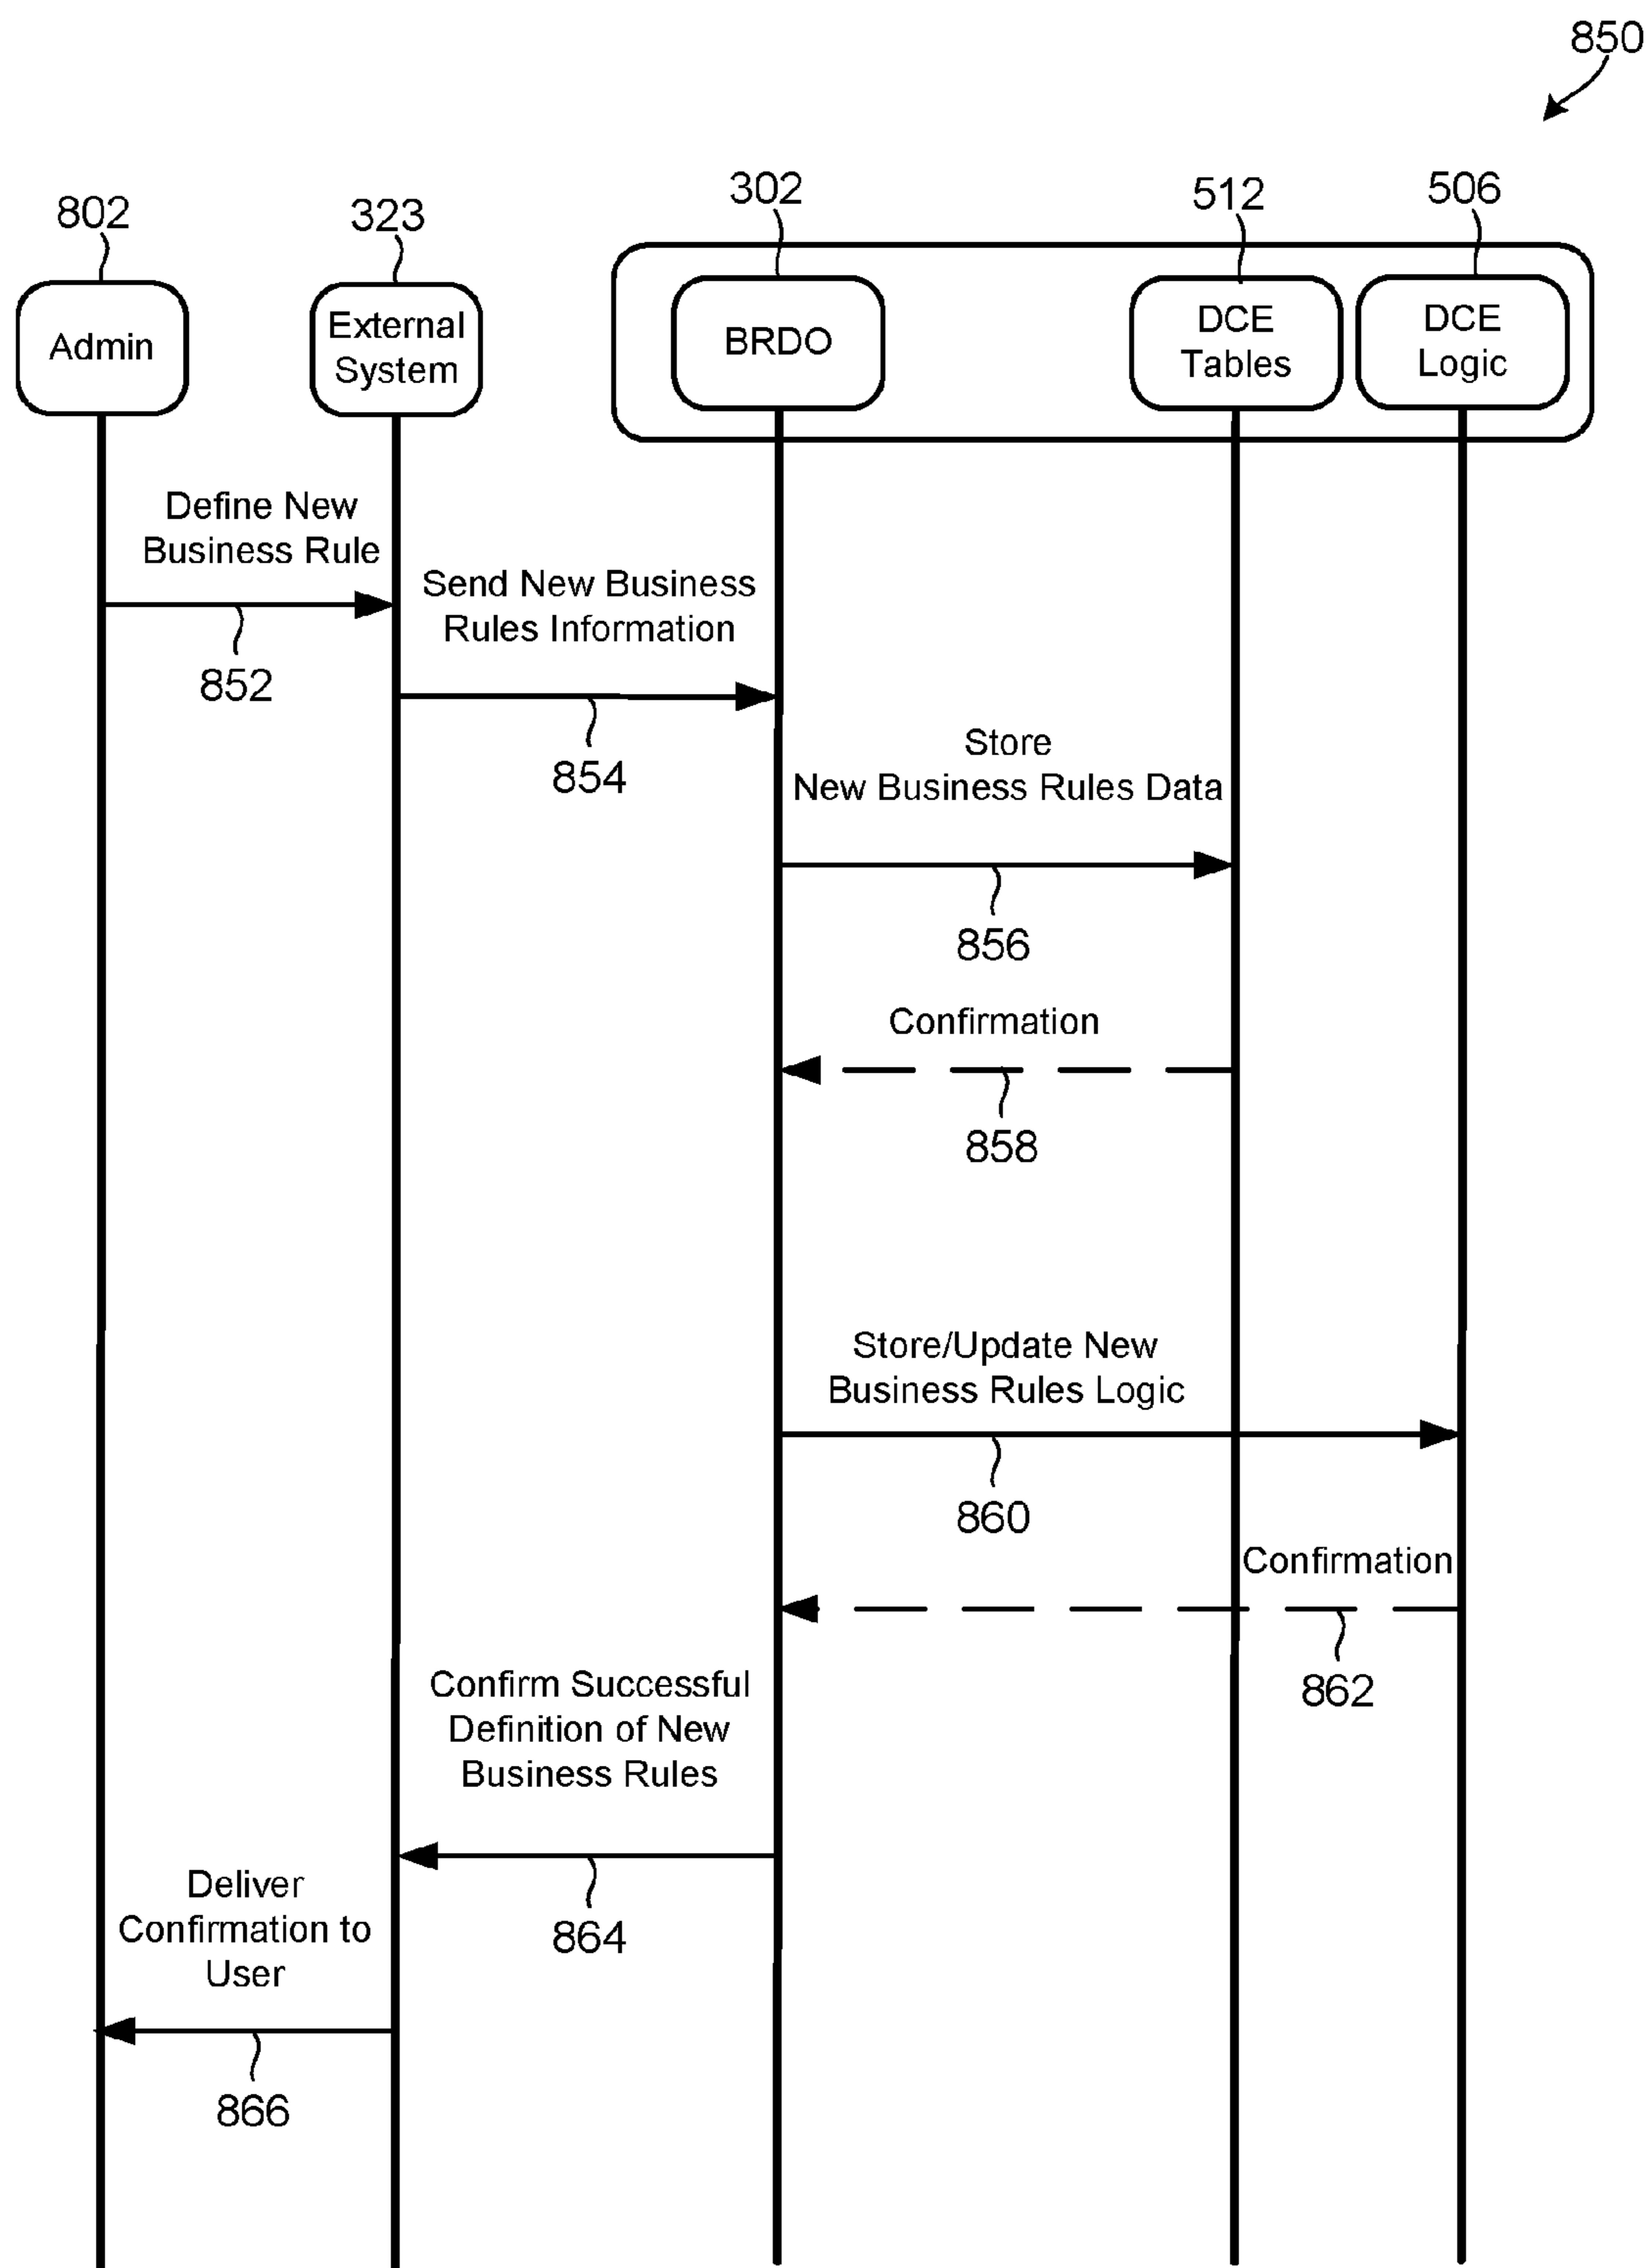 850
802
323
302
512
506
Admin
External
System
BRDO
DCE
Tables
DCE
Logic
Define New
Business Rule
852
Send New Business
Rules Information
854
Store
New Business Rules Data
856
Confirmation
858
Store/Update New
Business Rules Logic
860
Confirmation
862
Confirm Successful
Definition of New
Business Rules
864
Deliver
Confirmation to
User
866